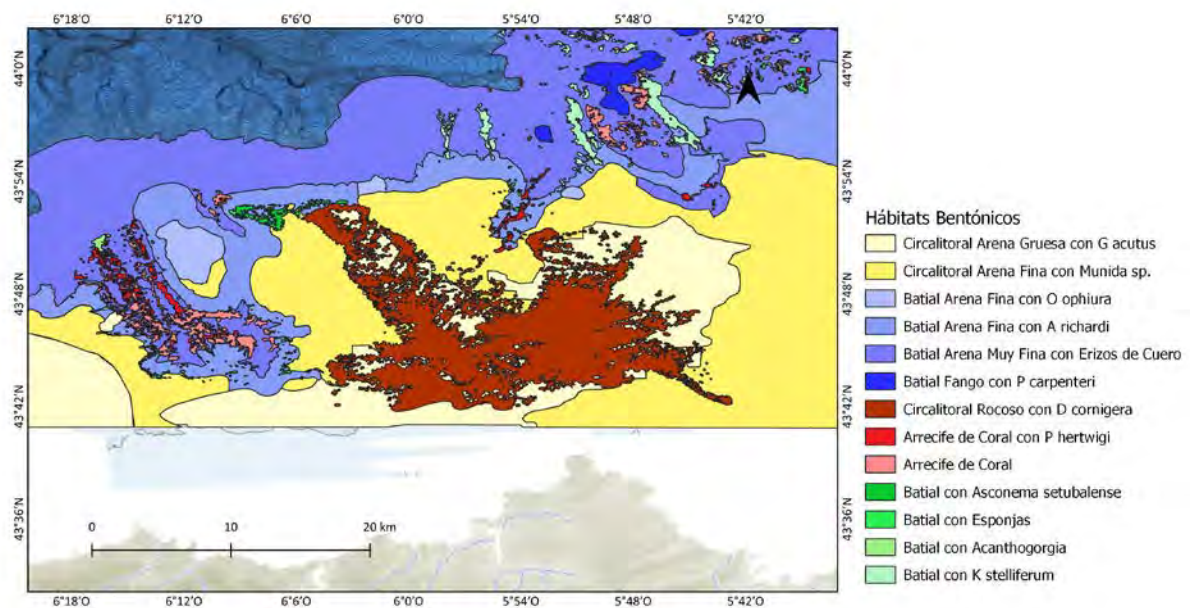 6°18'O 6°12'O 6°6'O 6°0'O 5°54'O 5°48'O 5°42'O
44°0'N 44°0'N
43°54'N 43°54'N
43°48'N 43°48'N
43°42'N 43°42'N
43°36'N 43°36'N
0 10 20 km
6°18'O 6°12'O 6°6'O 6°0'O 5°54'O 5°48'O 5°42'O
Hábitats Bentónicos
Circalitoral Arena Gruesa con G acutus
Circalitoral Arena Fina con Munida sp.
Batial Arena Fina con O ophiura
Batial Arena Fina con A richardi
Batial Arena Muy Fina con Erizos de Cuero
Batial Fango con P carpenteri
Circalitoral Rocoso con D cornigera
Arrecife de Coral con P hertwigi
Arrecife de Coral
Batial con Asconema setubalense
Batial con Esponjas
Batial con Acanthogorgia
Batial con K stelliferum